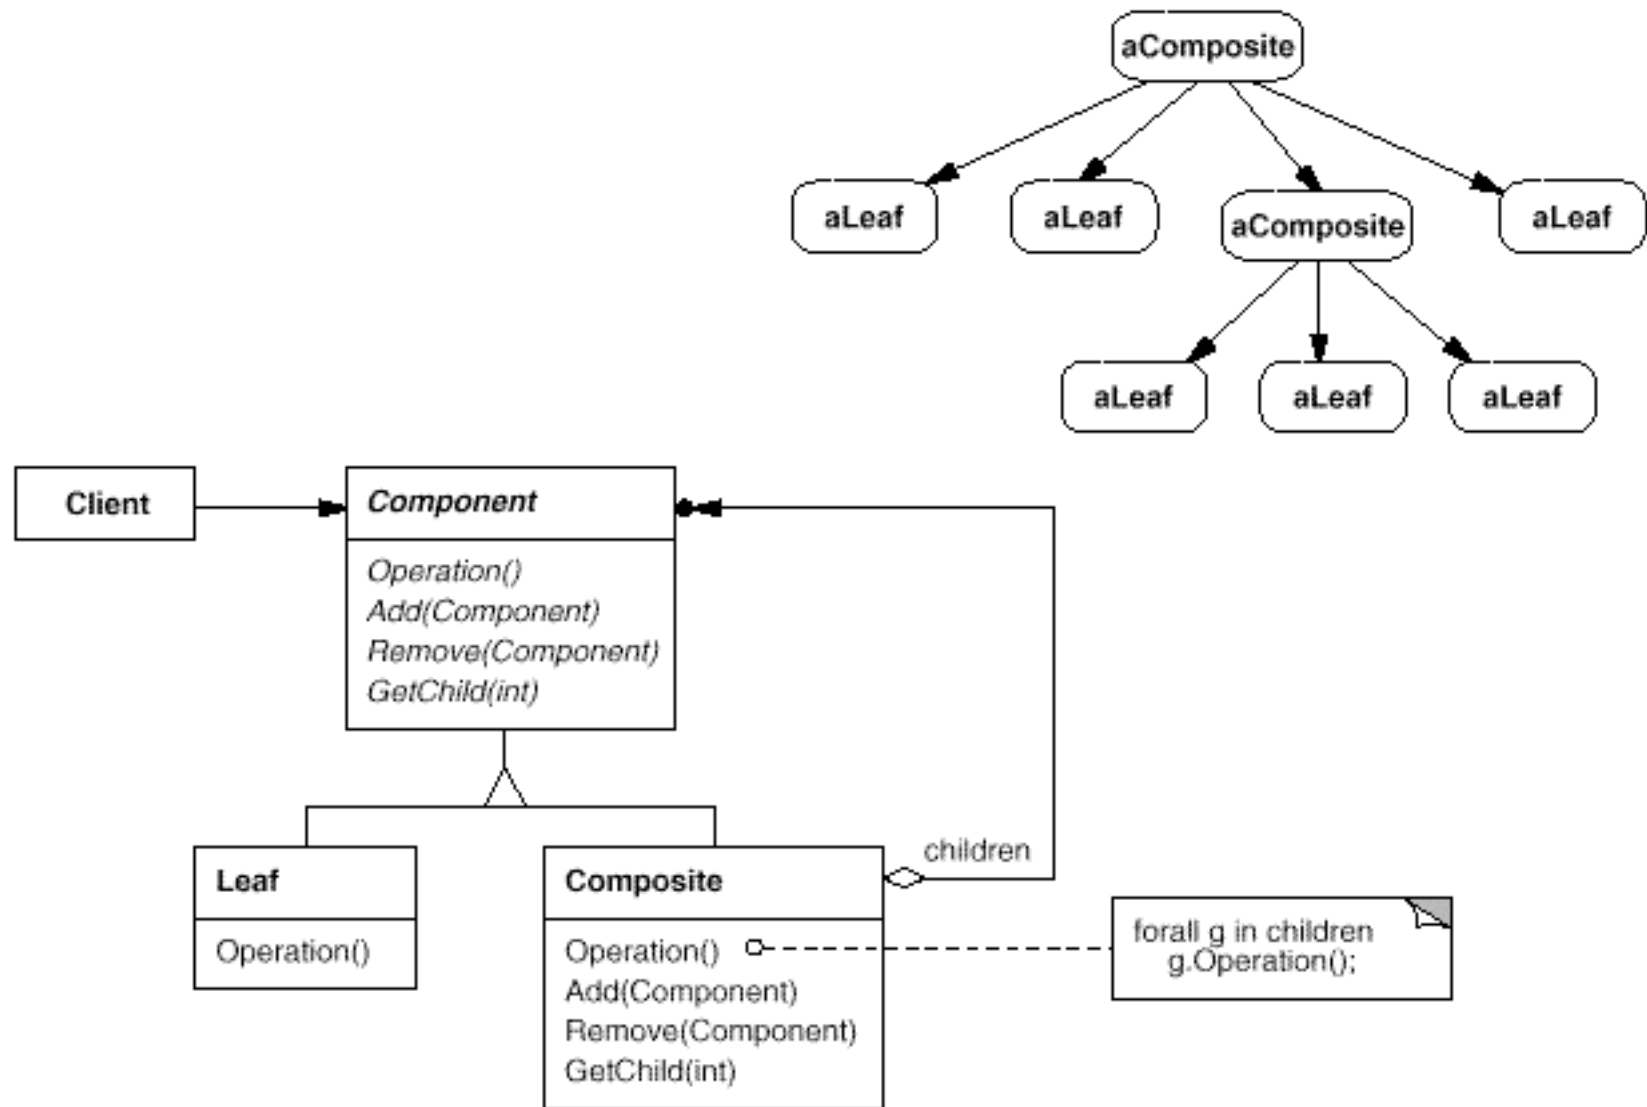 aComposite
aLeaf
aLeaf
aComposite
aLeaf
aLeaf
aLeaf
aLeaf
Client
Component
Operation()
Add(Component)
Remove(Component)
GetChild(int)
children
Leaf
Operation()
Composite
Operation()
Add(Component)
Remove(Component)
GetChild(int)
forall g in children
g.Operation();